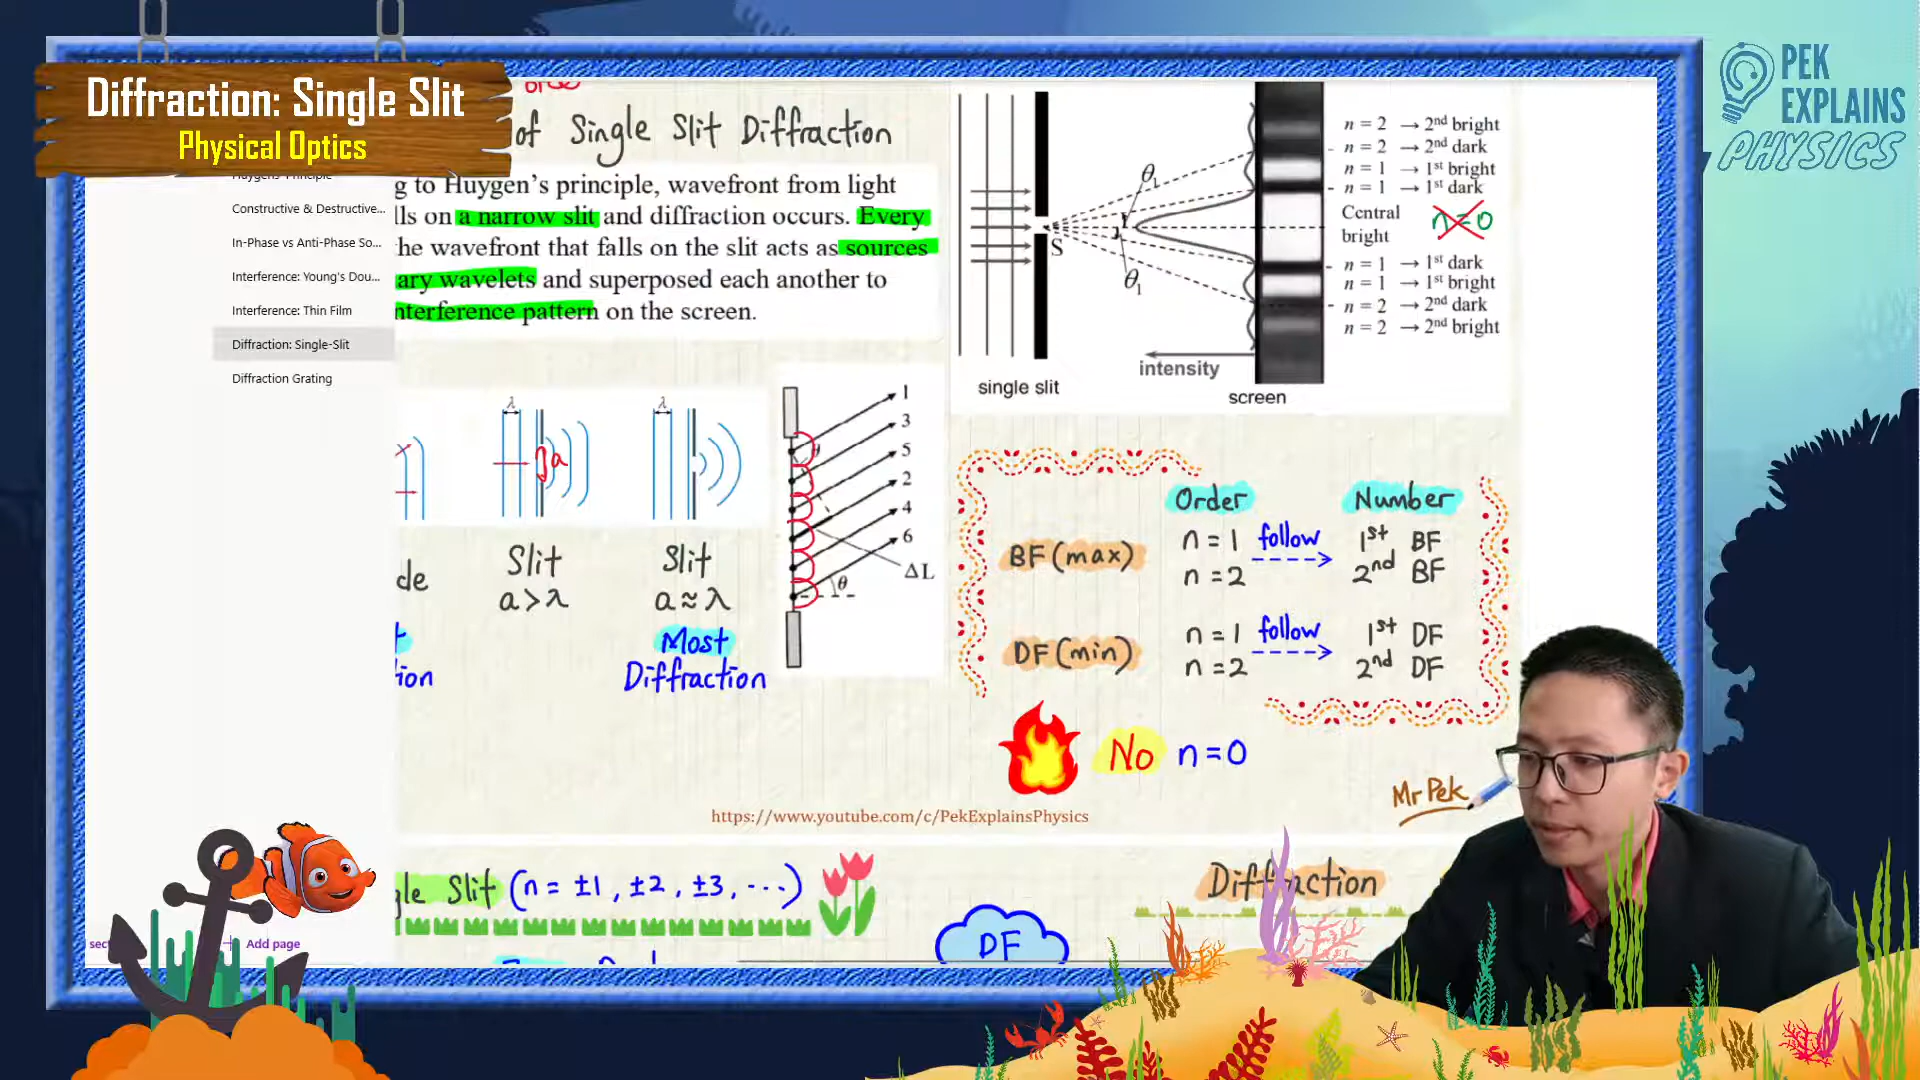 Diffraction: Single Slit
Physical Optics
PEK
EXPLAINS
PHYSICS
of Single Slit Diffraction
g to Huygen's principle, wavefront from light
lls on a narrow slit and diffraction occurs. Every
he wavefront that falls on the slit acts as sources
ary wavelets and superposed each another to
nterference pattern on the screen.
Huygens' Principle
Constructive & Destructive...
In-Phase vs Anti-Phase So...
Interference: Young's Dou...
Interference: Thin Film
Diffraction: Single-Slit
Diffraction Grating
sect
Add page
θ1
S
θ1
intensity
single slit
screen
n = 2 → 2nd bright
n = 2 → 2nd dark
n = 1 → 1st bright
n = 1 → 1st dark
Central
bright
n=0
n = 1 → 1st dark
n = 1 → 1st bright
n = 2 → 2nd dark
n = 2 → 2nd bright
λ
λ
a
de
Slit
a > λ
Slit
a ≈ λ
t
ion
Most
Diffraction
1
3
5
2
4
6
ΔL
θ
θ
Order
Number
BF (max)
n = 1 follow 1st BF
n = 2 2nd BF
DF (min)
n = 1 follow 1st DF
n = 2 2nd DF
No n=0
Mr Pek
https://www.youtube.com/c/PekExplainsPhysics
gle Slit (n = ±1, ±2, ±3, ...)
Diffraction
DF